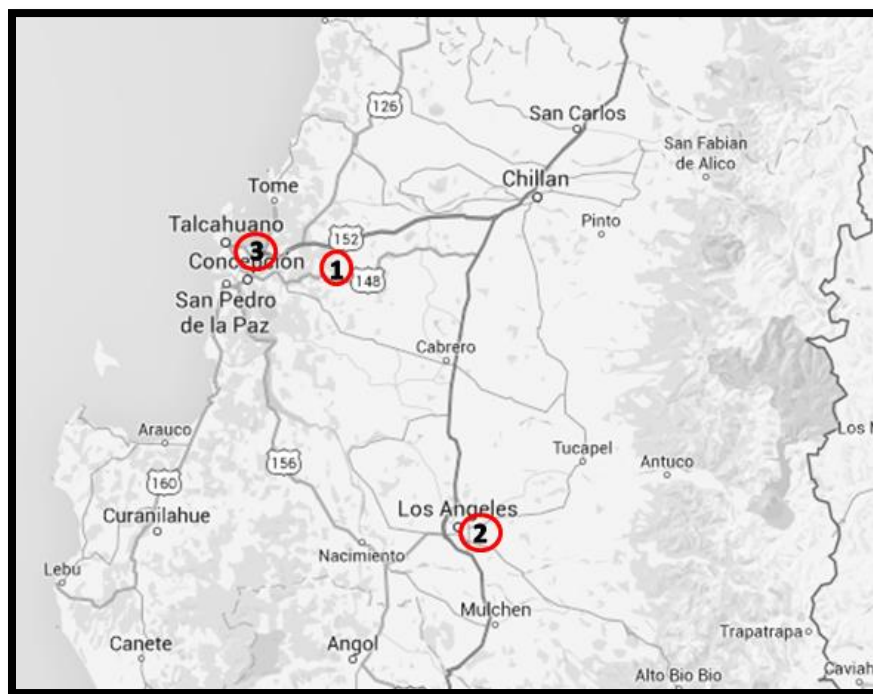 126
San Carlos
San Fabian
de Alico
Chillan
Tome
Pinto
Talcahuano
152
3
Concepción
1
148
San Pedro
de la Paz
Cabrero
Arauco
156
Tucapel
Los M
160
Antuco
Curanilahue
Los Angeles
2
Nacimiento
Lebu
Mulchen
Trapatrapa
Canete
Angol
Alto Bio Bio
Caviah